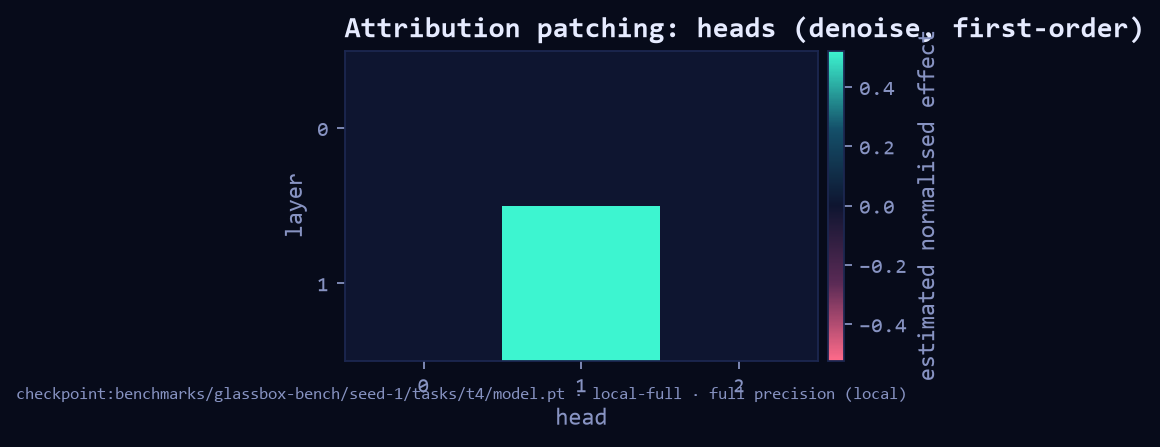 Attribution patching: heads (denoise, first-order)
layer
0
1
0
1
2
head
0.4
0.2
0.0
−0.2
−0.4
estimated normalised effect
checkpoint:benchmarks/glassbox-bench/seed-1/tasks/t4/model.pt · local-full · full precision (local)